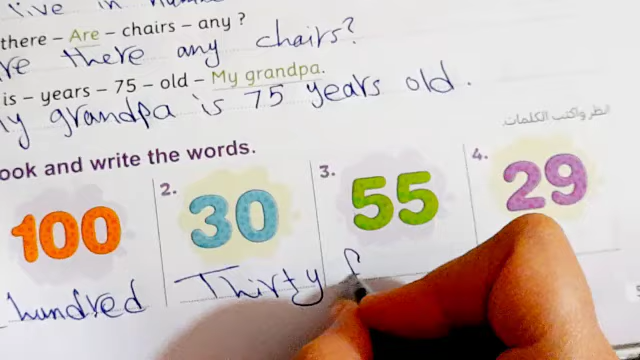 live in
there – Are – chairs – any ?
re there any chairs?
is – years – 75 – old – My grandpa.
y grandpa is 75 years old.
انظر واكتب الكلمات.
ook and write the words.
100 2. 30 3. 55 4. 29
hundred Thirty f